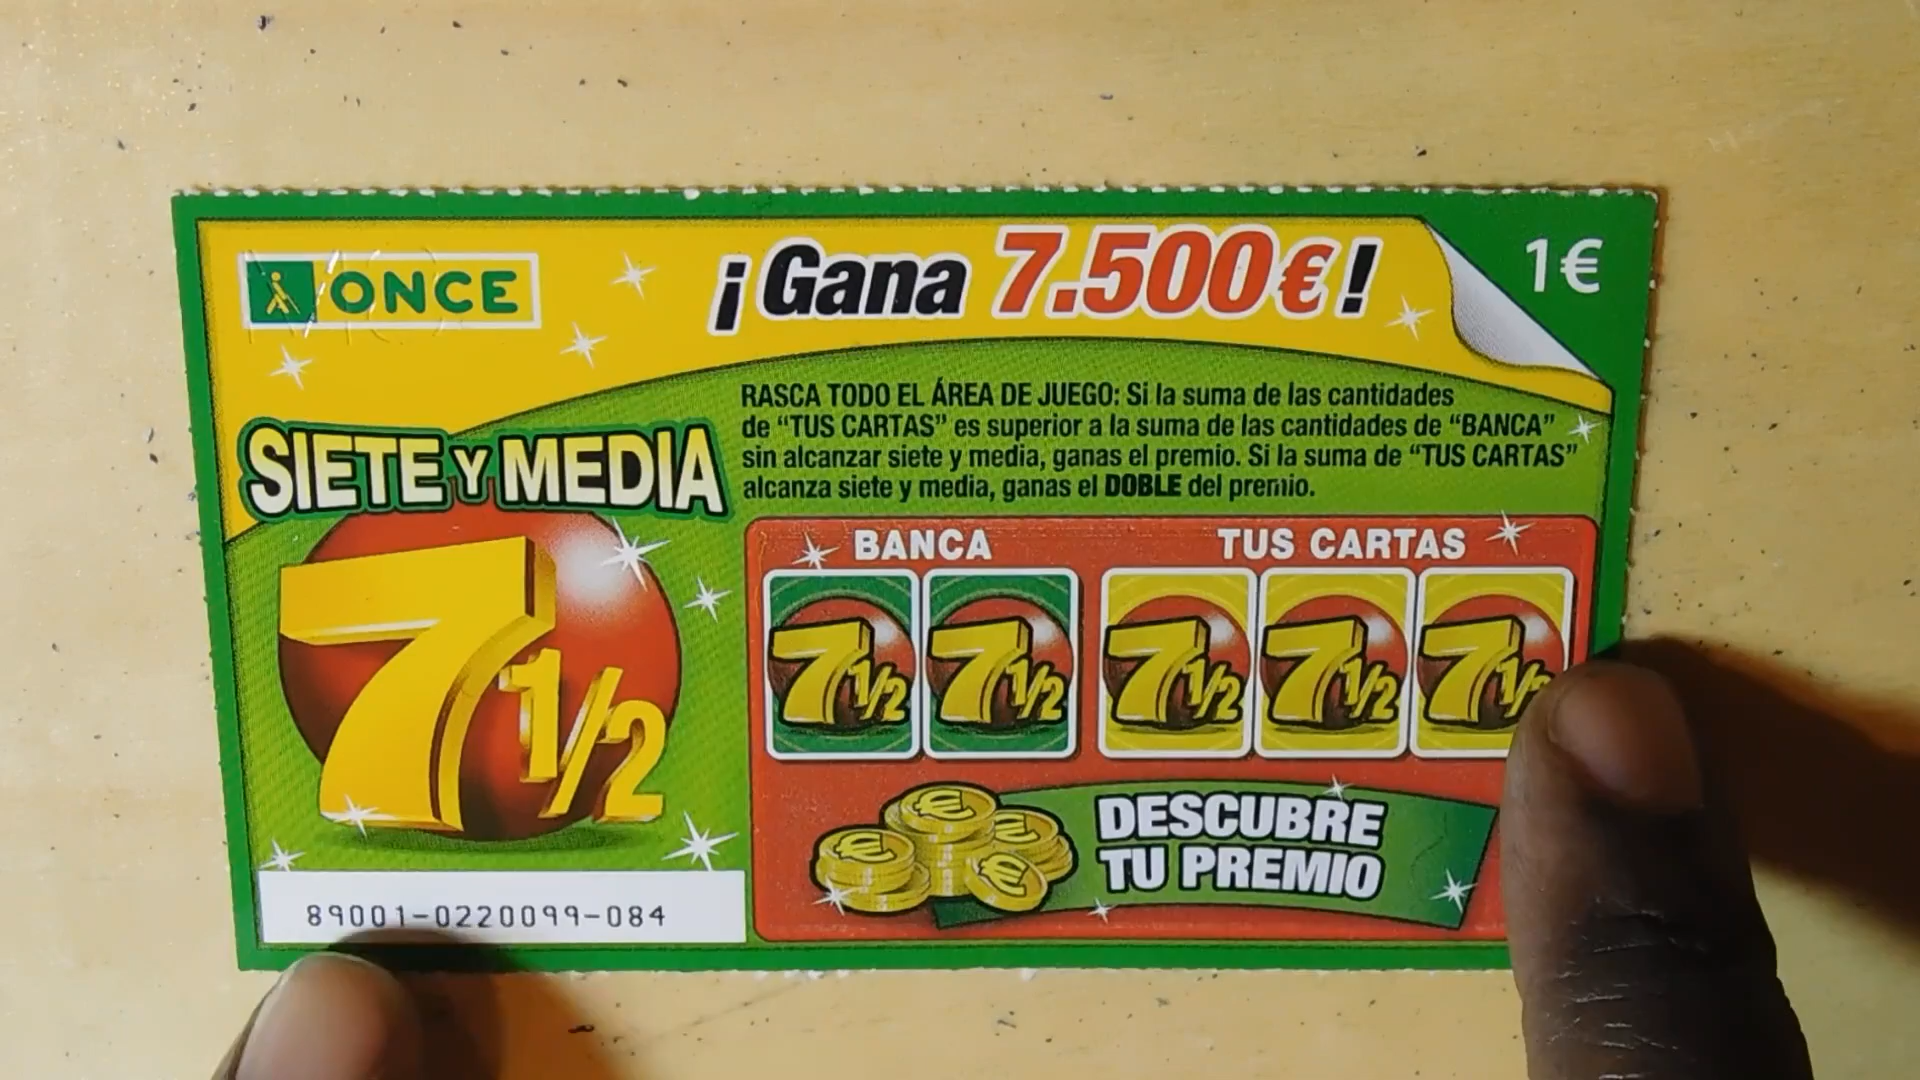 ONCE
¡Gana 7.500€!
1€
RASCA TODO EL ÁREA DE JUEGO: Si la suma de las cantidades
de “TUS CARTAS” es superior a la suma de las cantidades de “BANCA”
sin alcanzar siete y media, ganas el premio. Si la suma de “TUS CARTAS”
alcanza siete y media, ganas el DOBLE del premio.
SIETE Y MEDIA
7 1/2
BANCA
TUS CARTAS
7 1/2 7 1/2 7 1/2 7 1/2 7 1/2
DESCUBRE
TU PREMIO
89001-0220099-084